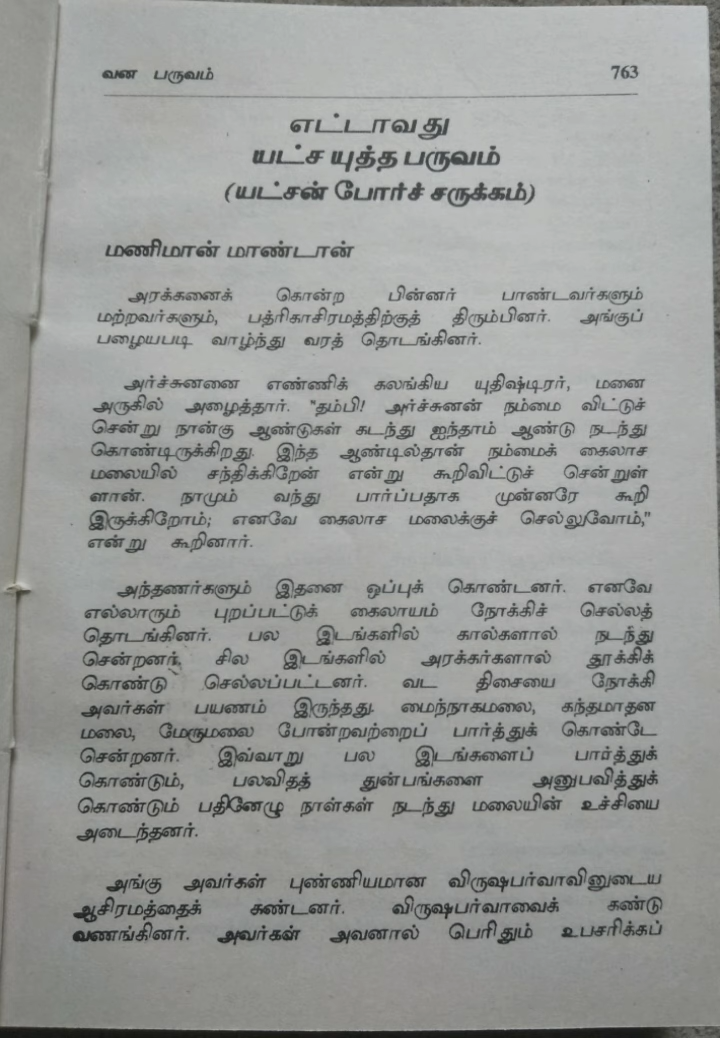 வன பருவம் 763
எட்டாவது
யட்ச யுத்த பருவம்
(யட்சன் போர்ச் சருக்கம்)
மணிமான் மாண்டான்
அரக்கனைக் கொன்ற பின்னர் பாண்டவர்களும்
மற்றவர்களும், பத்ரிகாசிரமத்திற்குத் திரும்பினர். அங்குப்
பழையபடி வாழ்ந்து வரத் தொடங்கினர்.
அர்ச்சுனனை எண்ணிக் கலங்கிய யுதிஷ்டிரர், மனை
அருகில் அழைத்தார். "தம்பி! அர்ச்சுனன் நம்மை விட்டுச்
சென்று நான்கு ஆண்டுகள் கடந்து ஐந்தாம் ஆண்டு நடந்து
கொண்டிருக்கிறது. இந்த ஆண்டில்தான் நம்மைக் கைலாச
மலையில் சந்திக்கிறேன் என்று கூறிவிட்டுச் சென்றுள்
ளான். நாமும் வந்து பார்ப்பதாக முன்னரே கூறி
இருக்கிறோம்; எனவே கைலாச மலைக்குச் செல்லுவோம்,"
என்று கூறினார்.
அந்தணர்களும் இதனை ஒப்புக் கொண்டனர். எனவே
எல்லாரும் புறப்பட்டுக் கைலாயம் நோக்கிச் செல்லத்
தொடங்கினர். பல இடங்களில் கால்களால் நடந்து
சென்றனர். சில இடங்களில் அரக்கர்களால் தூக்கிக்
கொண்டு செல்லப்பட்டனர். வட திசையை நோக்கி
அவர்கள் பயணம் இருந்தது. மைந்நாகமலை, கந்தமாதன
மலை, மேருமலை போன்றவற்றைப் பார்த்துக் கொண்டே
சென்றனர். இவ்வாறு பல இடங்களைப் பார்த்துக்
கொண்டும், பலவிதத் துன்பங்களை அனுபவித்துக்
கொண்டும் பதினேழு நாள்கள் நடந்து மலையின் உச்சியை
அடைந்தனர்.
அங்கு அவர்கள் புண்ணியமான விருஷபர்வாவினுடைய
ஆசிரமத்தைக் கண்டனர். விருஷபர்வாவைக் கண்டு
வணங்கினர். அவர்கள் அவனால் பெரிதும் உபசரிக்கப்